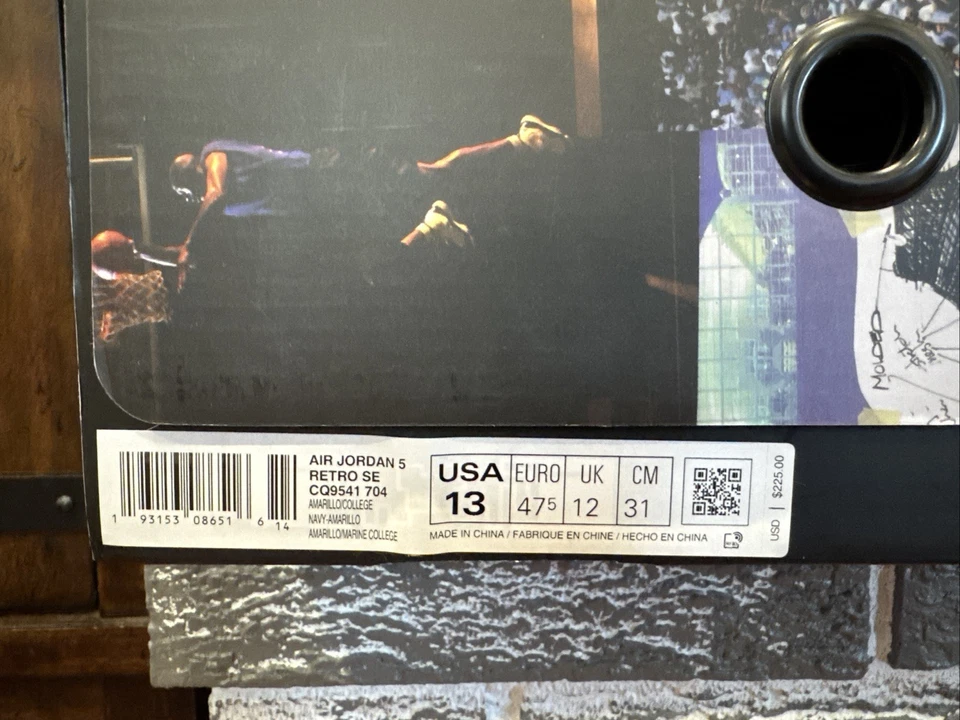 MOLDED
AIR JORDAN 5
RETRO SE
CQ9541 704
AMARILLO/COLLEGE
NAVY-AMARILLO
AMARILLO/MARINE COLLEGE
1 93153 08651 6 14
USA 13
EURO 47⁵
UK 12
CM 31
MADE IN CHINA / FABRIQUE EN CHINE / HECHO EN CHINA
USD | $225.00